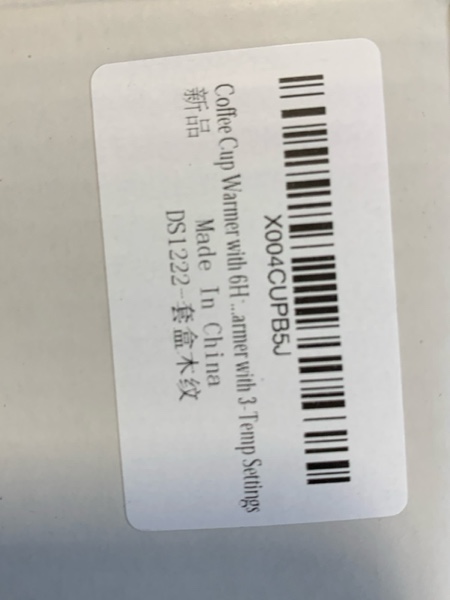 X004CUPB5J
Coffee Cup Warmer with 6H ...armer with 3-Temp Settings
新品
Made In China
DS1222-套盒木纹